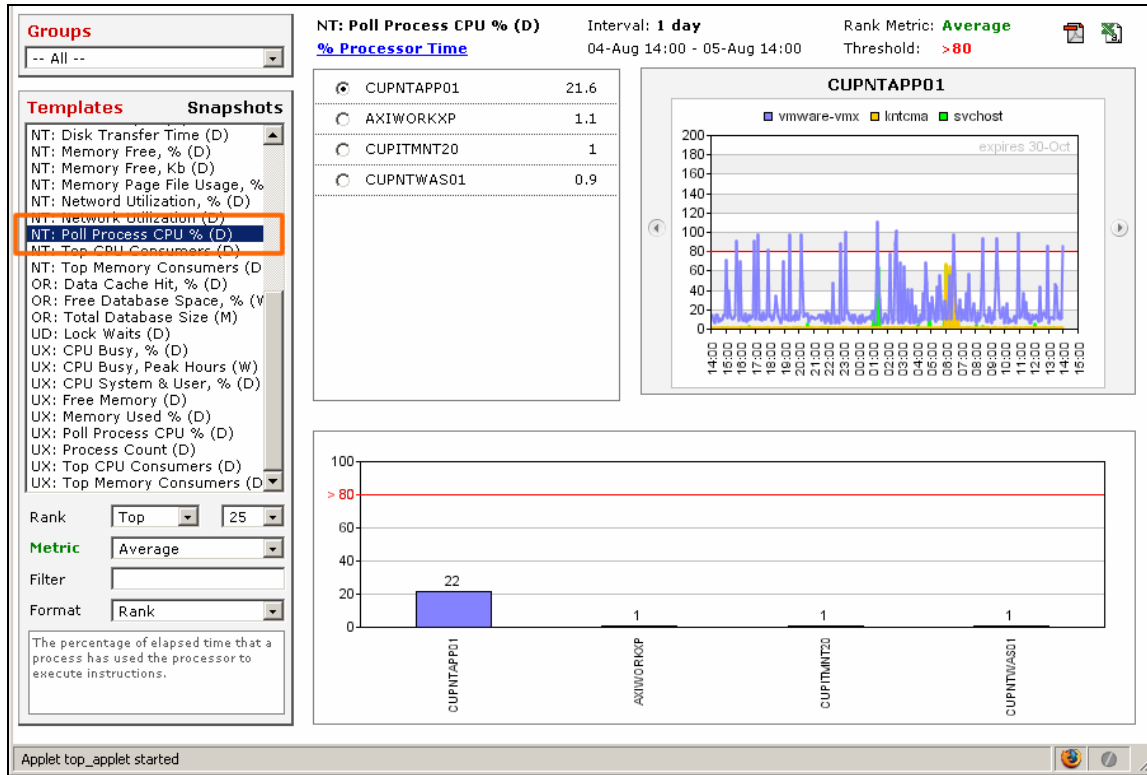 Groups
-- All --
Templates Snapshots
NT: Disk Transfer Time (D)
NT: Memory Free, % (D)
NT: Memory Free, Kb (D)
NT: Memory Page File Usage, %
NT: Netword Utilization, % (D)
NT: Network Utilization (D)
NT: Poll Process CPU % (D)
NT: Top CPU Consumers (D)
NT: Top Memory Consumers (D
OR: Data Cache Hit, % (D)
OR: Free Database Space, % (W
OR: Total Database Size (M)
UD: Lock Waits (D)
UX: CPU Busy, % (D)
UX: CPU Busy, Peak Hours (W)
UX: CPU System & User, % (D)
UX: Free Memory (D)
UX: Memory Used % (D)
UX: Poll Process CPU % (D)
UX: Process Count (D)
UX: Top CPU Consumers (D)
UX: Top Memory Consumers (D
Rank Top 25
Metric Average
Filter
Format Rank
The percentage of elapsed time that a
process has used the processor to
execute instructions.
NT: Poll Process CPU % (D) Interval: 1 day Rank Metric: Average
% Processor Time 04-Aug 14:00 - 05-Aug 14:00 Threshold: >80
CUPNTAPP01 21.6
AXIWORKXP 1.1
CUPITMNT20 1
CUPNTWAS01 0.9
CUPNTAPP01
vmware-vmx kntcma svchost
expires 30-Oct
200
180
160
140
120
100
80
60
40
20
0
14:00 15:00 16:00 17:00 18:00 19:00 20:00 21:00 22:00 23:00 00:00 01:00 02:00 03:00 04:00 05:00 06:00 07:00 08:00 09:00 10:00 11:00 12:00 13:00 14:00 15:00
100
> 80
60
40
20
0
22 1 1 1
CUPNTAPP01 AXIWORKXP CUPITMNT20 CUPNTWAS01
Applet top_applet started